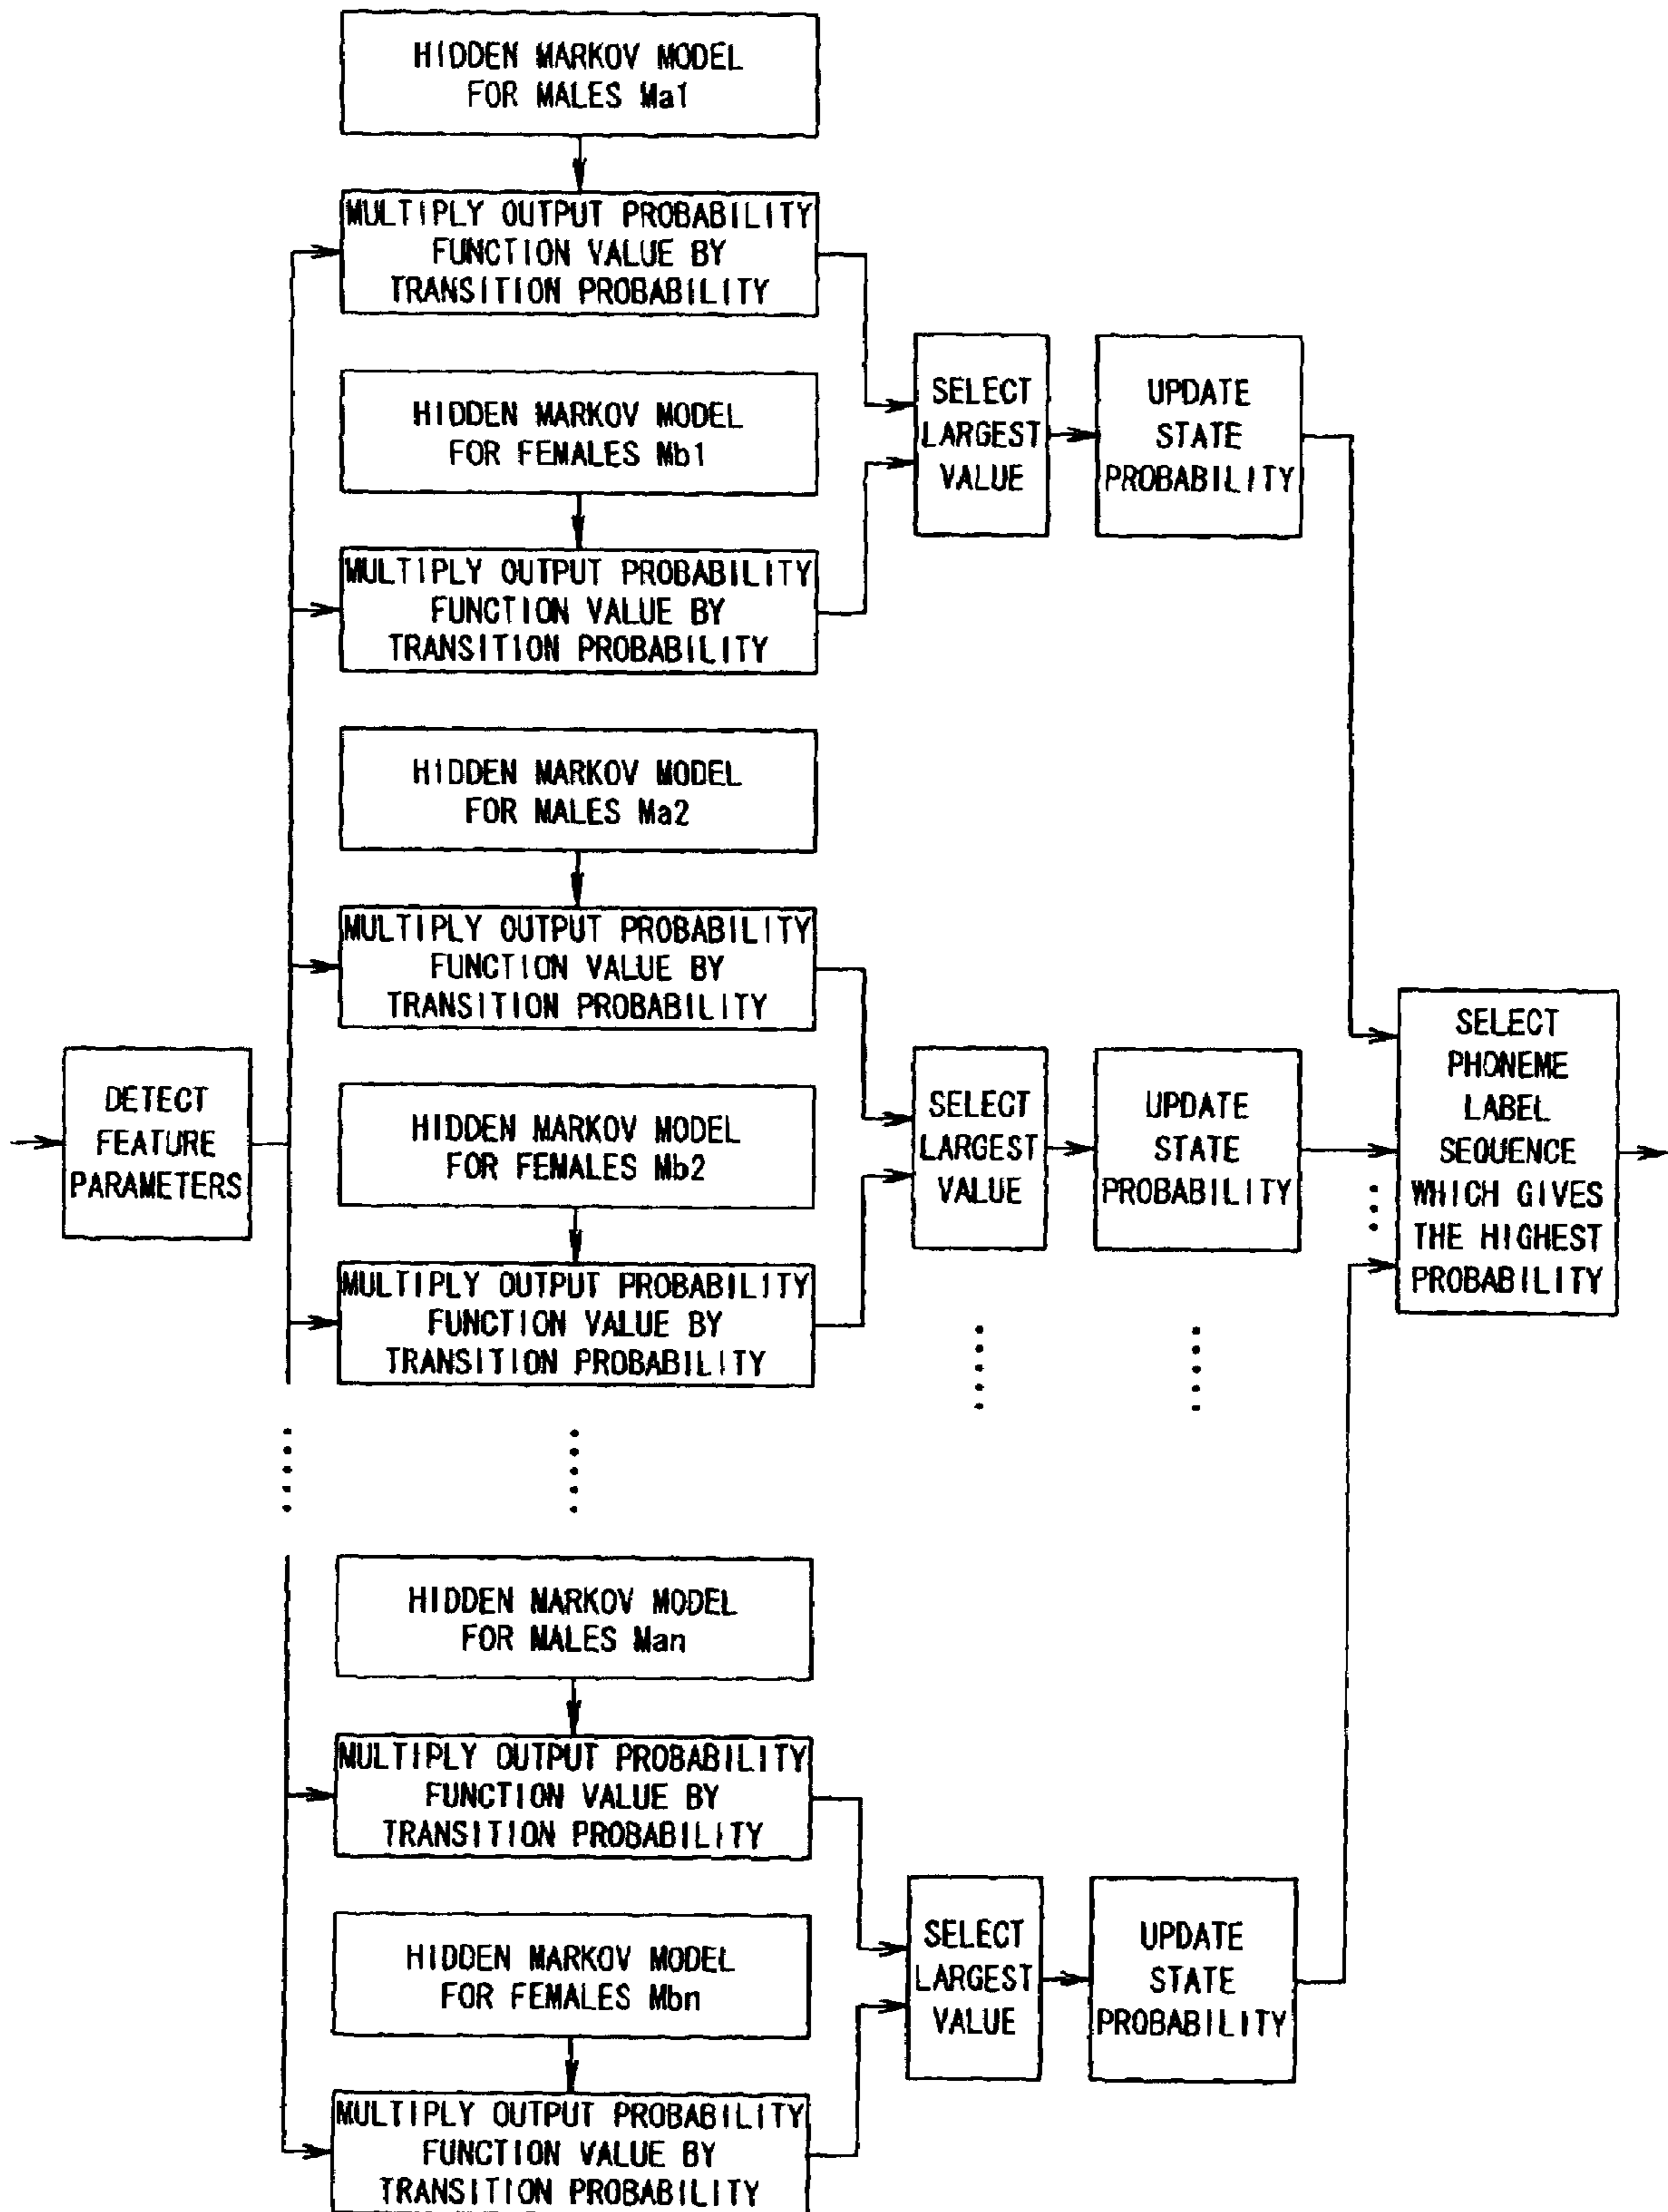 HIDDEN MARKOV MODEL
FOR MALES Ma1
MULTIPLY OUTPUT PROBABILITY
FUNCTION VALUE BY
TRANSITION PROBABILITY
HIDDEN MARKOV MODEL
FOR FEMALES Mb1
MULTIPLY OUTPUT PROBABILITY
FUNCTION VALUE BY
TRANSITION PROBABILITY
SELECT
LARGEST
VALUE
UPDATE
STATE
PROBABILITY
HIDDEN MARKOV MODEL
FOR MALES Ma2
MULTIPLY OUTPUT PROBABILITY
FUNCTION VALUE BY
TRANSITION PROBABILITY
DETECT
FEATURE
PARAMETERS
HIDDEN MARKOV MODEL
FOR FEMALES Mb2
MULTIPLY OUTPUT PROBABILITY
FUNCTION VALUE BY
TRANSITION PROBABILITY
SELECT
LARGEST
VALUE
UPDATE
STATE
PROBABILITY
SELECT
PHONEME
LABEL
SEQUENCE
WHICH GIVES
THE HIGHEST
PROBABILITY
HIDDEN MARKOV MODEL
FOR MALES Man
MULTIPLY OUTPUT PROBABILITY
FUNCTION VALUE BY
TRANSITION PROBABILITY
HIDDEN MARKOV MODEL
FOR FEMALES Mbn
MULTIPLY OUTPUT PROBABILITY
FUNCTION VALUE BY
TRANSITION PROBABILITY
SELECT
LARGEST
VALUE
UPDATE
STATE
PROBABILITY